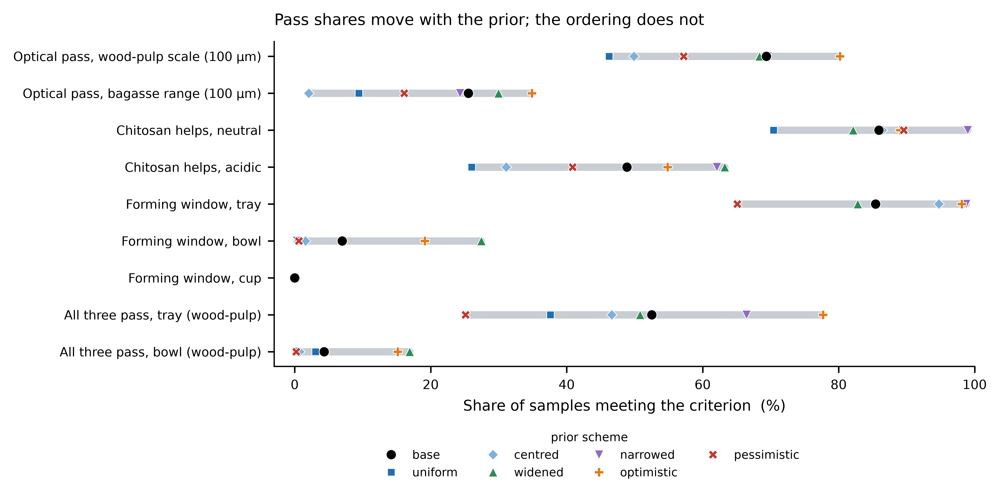 Pass shares move with the prior; the ordering does not
Optical pass, wood-pulp scale (100 µm)
Optical pass, bagasse range (100 µm)
Chitosan helps, neutral
Chitosan helps, acidic
Forming window, tray
Forming window, bowl
Forming window, cup
All three pass, tray (wood-pulp)
All three pass, bowl (wood-pulp)
0 20 40 60 80 100
Share of samples meeting the criterion (%)
prior scheme
base centred narrowed pessimistic
uniform widened optimistic